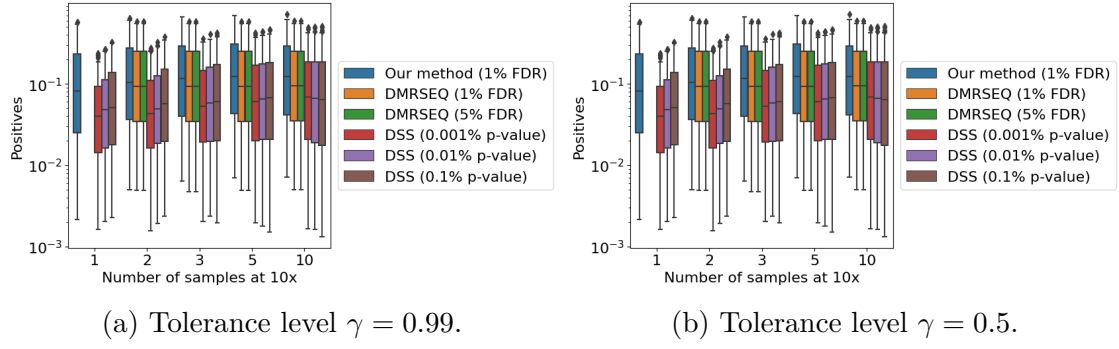 Positives
10⁻¹
10⁻²
10⁻³
1 2 3 5 10
Number of samples at 10x
Our method (1% FDR)
DMRSEQ (1% FDR)
DMRSEQ (5% FDR)
DSS (0.001% p-value)
DSS (0.01% p-value)
DSS (0.1% p-value)
(a) Tolerance level γ = 0.99.
Positives
10⁻¹
10⁻²
10⁻³
1 2 3 5 10
Number of samples at 10x
Our method (1% FDR)
DMRSEQ (1% FDR)
DMRSEQ (5% FDR)
DSS (0.001% p-value)
DSS (0.01% p-value)
DSS (0.1% p-value)
(b) Tolerance level γ = 0.5.